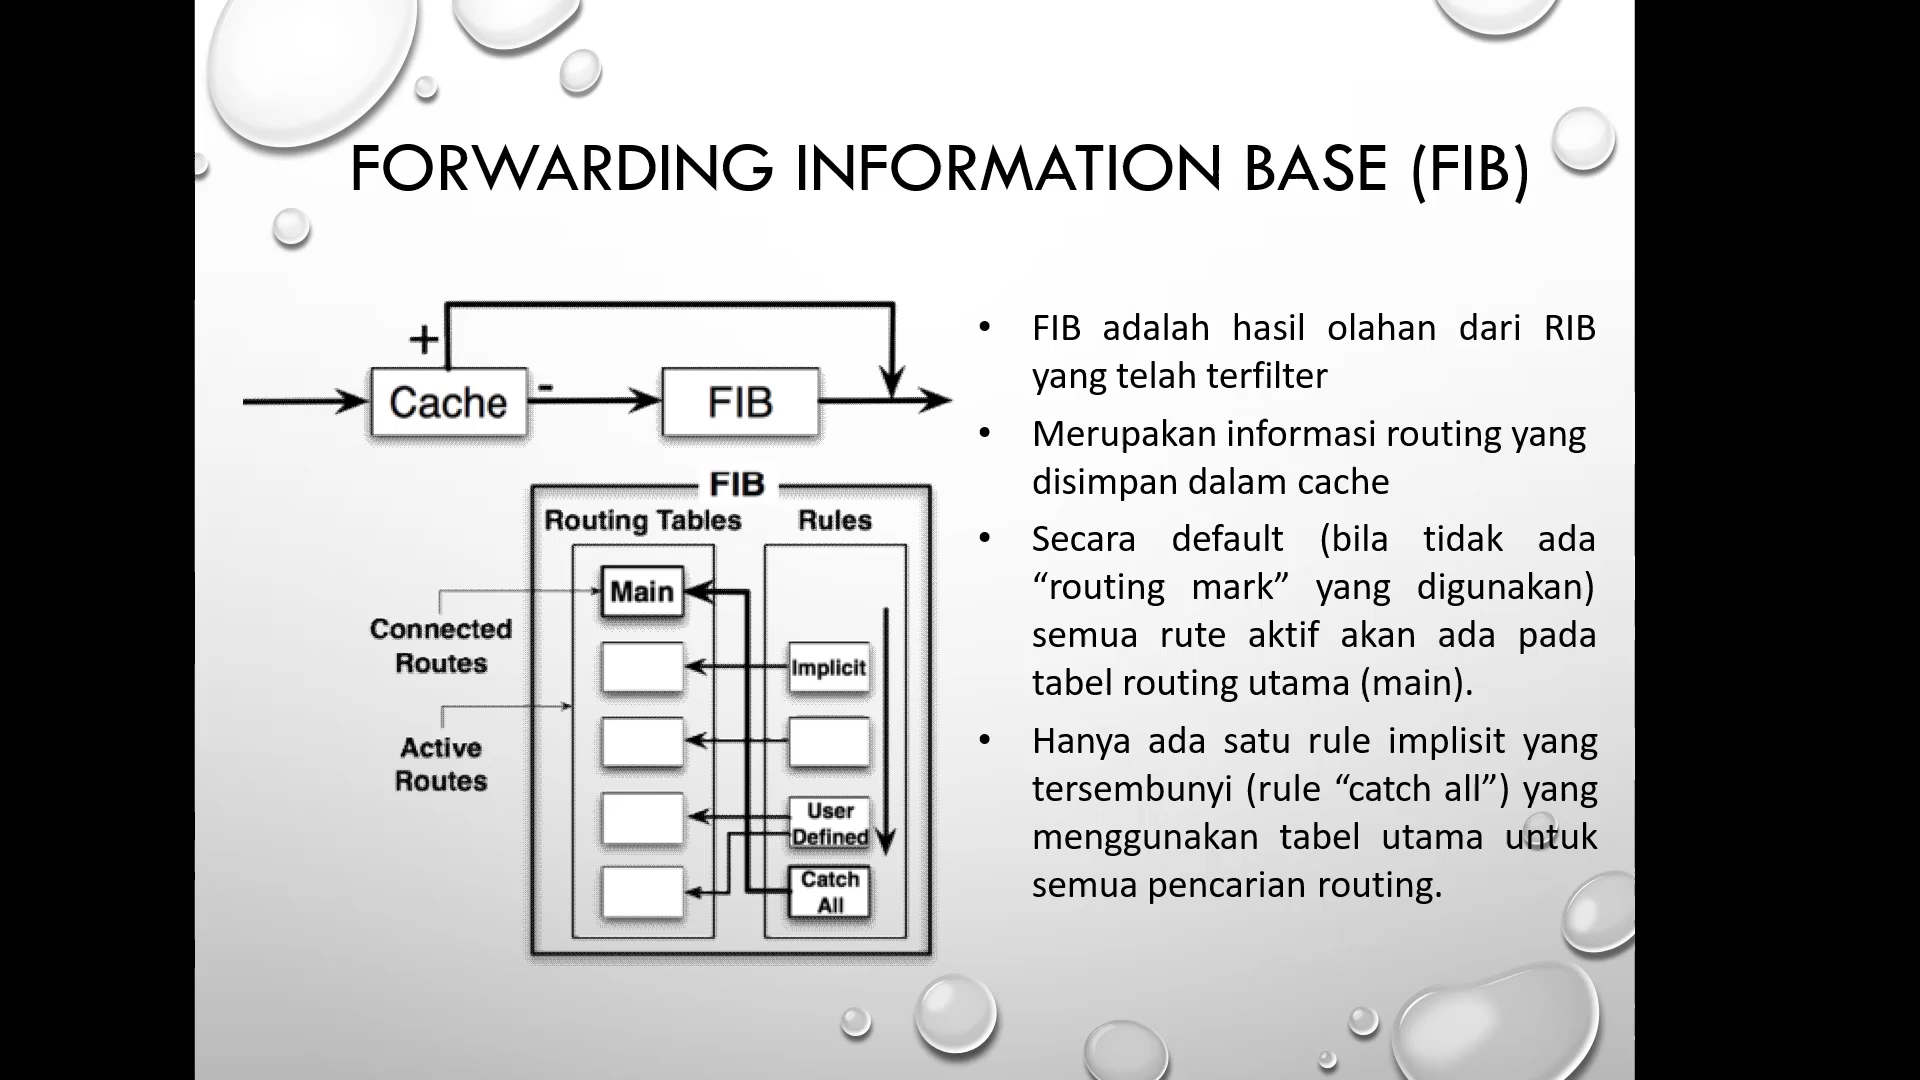 FORWARDING INFORMATION BASE (FIB)
+
Cache
-
FIB
FIB
Routing Tables
Rules
Main
Connected
Routes
Implicit
Active
Routes
User
Defined
Catch
All
• FIB adalah hasil olahan dari RIB
yang telah terfilter
• Merupakan informasi routing yang
disimpan dalam cache
• Secara default (bila tidak ada
“routing mark” yang digunakan)
semua rute aktif akan ada pada
tabel routing utama (main).
• Hanya ada satu rule implisit yang
tersembunyi (rule “catch all”) yang
menggunakan tabel utama untuk
semua pencarian routing.